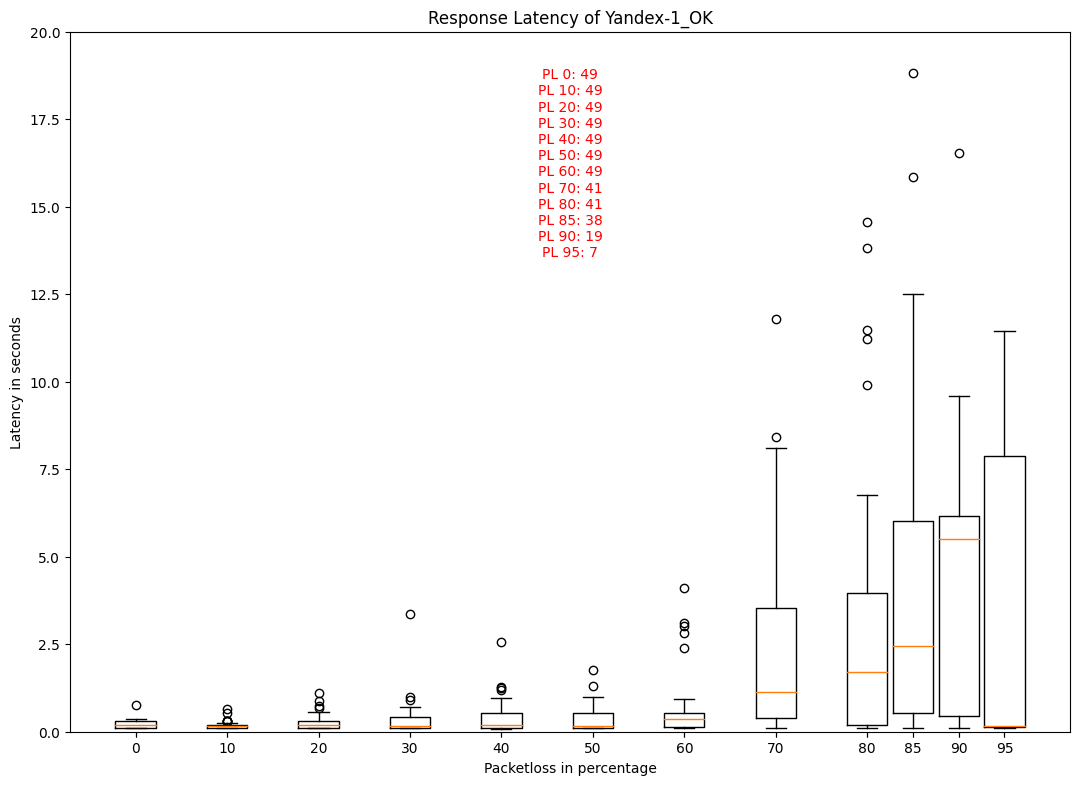 Response Latency of Yandex-1_OK
20.0
17.5
15.0
12.5
10.0
7.5
5.0
2.5
0.0
Latency in seconds
PL 0: 49
PL 10: 49
PL 20: 49
PL 30: 49
PL 40: 49
PL 50: 49
PL 60: 49
PL 70: 41
PL 80: 41
PL 85: 38
PL 90: 19
PL 95: 7
0 10 20 30 40 50 60 70 80 85 90 95
Packetloss in percentage